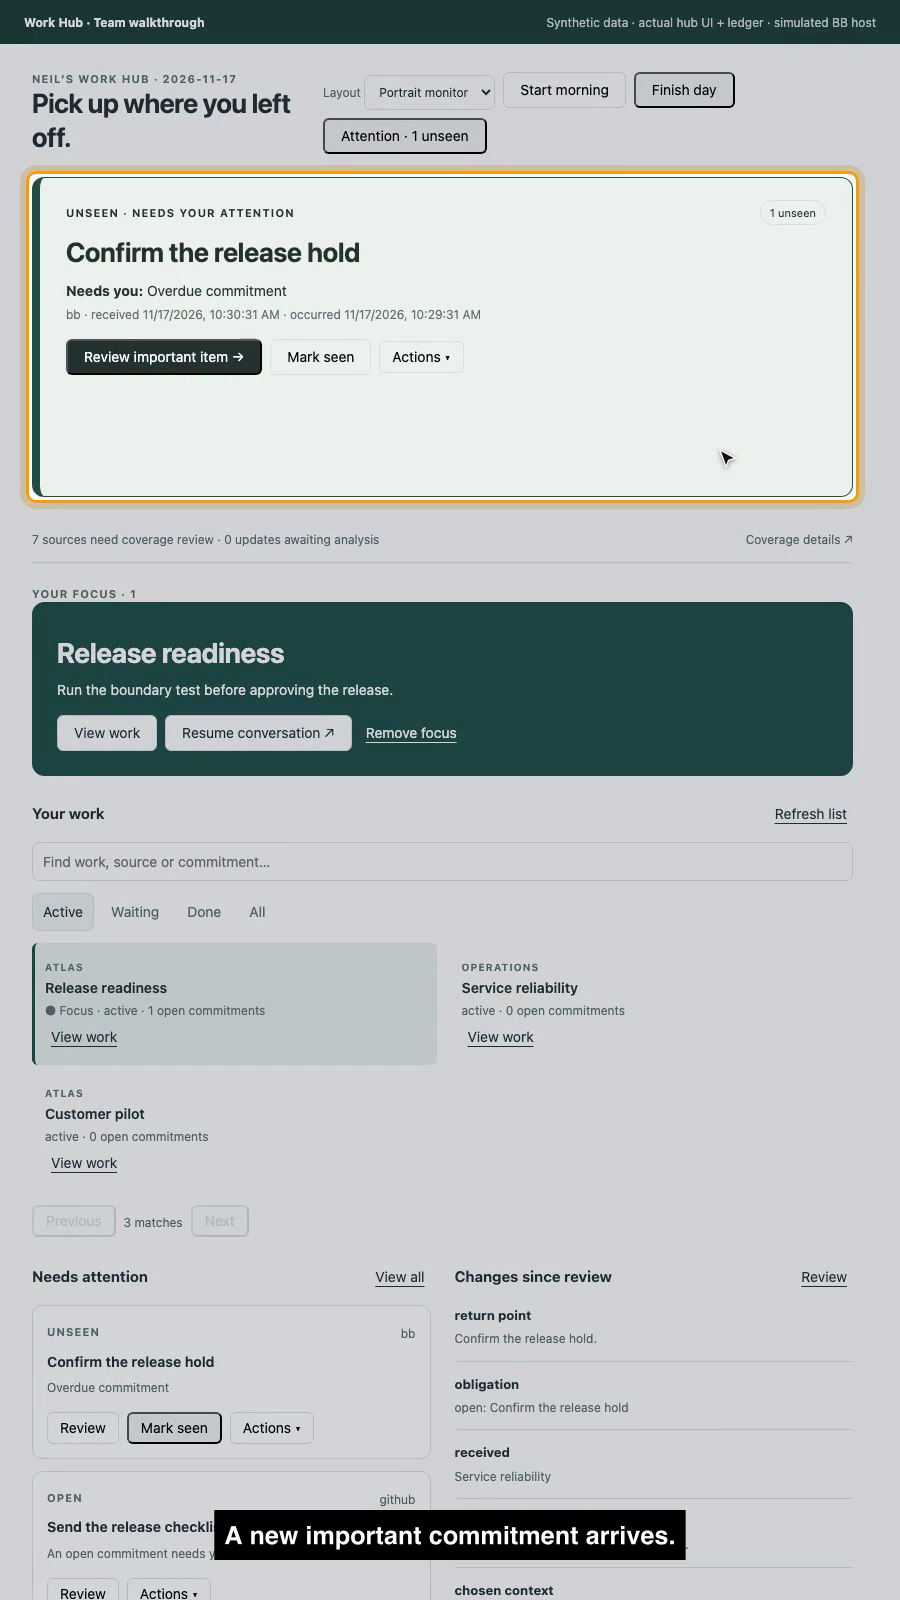 Work Hub · Team walkthrough
Synthetic data · actual hub UI + ledger · simulated BB host
NEIL'S WORK HUB · 2026-11-17
Pick up where you left off.
Layout
Portrait monitor
Start morning
Finish day
Attention · 1 unseen
UNSEEN · NEEDS YOUR ATTENTION
1 unseen
Confirm the release hold
Needs you: Overdue commitment
bb · received 11/17/2026, 10:30:31 AM · occurred 11/17/2026, 10:29:31 AM
Review important item →
Mark seen
Actions ▾
7 sources need coverage review · 0 updates awaiting analysis
Coverage details ↗
YOUR FOCUS · 1
Release readiness
Run the boundary test before approving the release.
View work
Resume conversation ↗
Remove focus
Your work
Refresh list
Find work, source or commitment...
Active
Waiting
Done
All
ATLAS
Release readiness
● Focus · active · 1 open commitments
View work
OPERATIONS
Service reliability
active · 0 open commitments
View work
ATLAS
Customer pilot
active · 0 open commitments
View work
Previous
3 matches
Next
Needs attention
View all
UNSEEN
bb
Confirm the release hold
Overdue commitment
Review
Mark seen
Actions ▾
OPEN
github
Send the release
An open commitment needs
Review
Actions ▾
Changes since review
Review
return point
Confirm the release hold.
obligation
open: Confirm the release hold
received
Service reliability
chosen context
A new important commitment arrives.